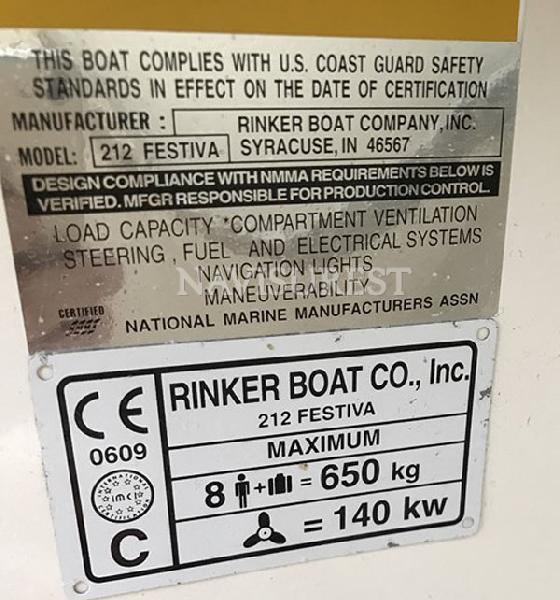 THIS BOAT COMPLIES WITH U.S. COAST GUARD SAFETY
STANDARDS IN EFFECT ON THE DATE OF CERTIFICATION
MANUFACTURER : RINKER BOAT COMPANY, INC.
MODEL: 212 FESTIVA SYRACUSE, IN 46567
DESIGN COMPLIANCE WITH NMMA REQUIREMENTS BELOW IS
VERIFIED. MFGR RESPONSIBLE FOR PRODUCTION CONTROL.
LOAD CAPACITY *COMPARTMENT VENTILATION
STEERING, FUEL AND ELECTRICAL SYSTEMS
NAVIGATION LIGHTS
MANEUVERABILITY
CERTIFIED
NATIONAL MARINE MANUFACTURERS ASSN
CE
0609
INTERNATIONAL
imc
CERTIFICATION
C
RINKER BOAT CO., Inc.
212 FESTIVA
MAXIMUM
8 + = 650 kg
= 140 kw